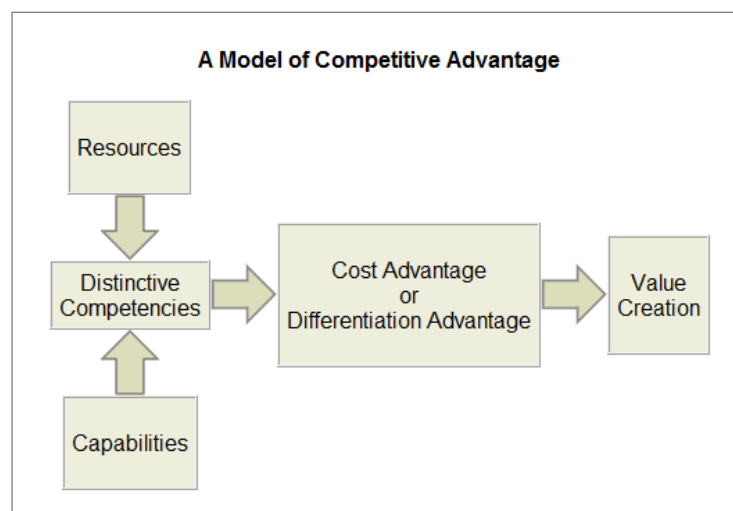 A Model of Competitive Advantage
Resources
Distinctive
Competencies
Cost Advantage
or
Differentiation Advantage
Value
Creation
Capabilities